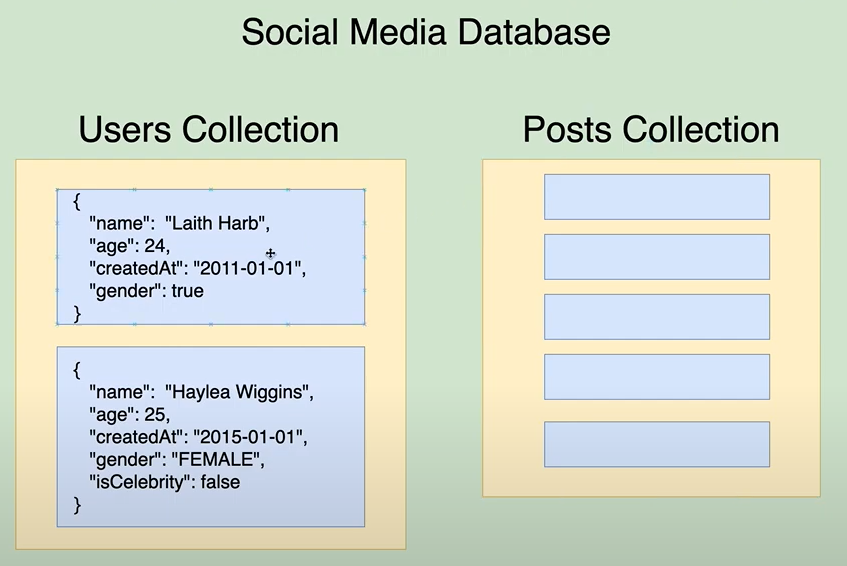 Social Media Database
Users Collection
{
"name":  "Laith Harb",
"age": 24,
"createdAt": "2011-01-01",
"gender": true
}
{
"name":  "Haylea Wiggins",
"age": 25,
"createdAt": "2015-01-01",
"gender": "FEMALE",
"isCelebrity": false
}
Posts Collection